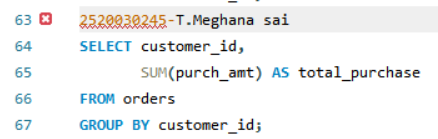 63 2520030245-T.Meghana sai
64 SELECT customer_id,
65 SUM(purch_amt) AS total_purchase
66 FROM orders
67 GROUP BY customer_id;